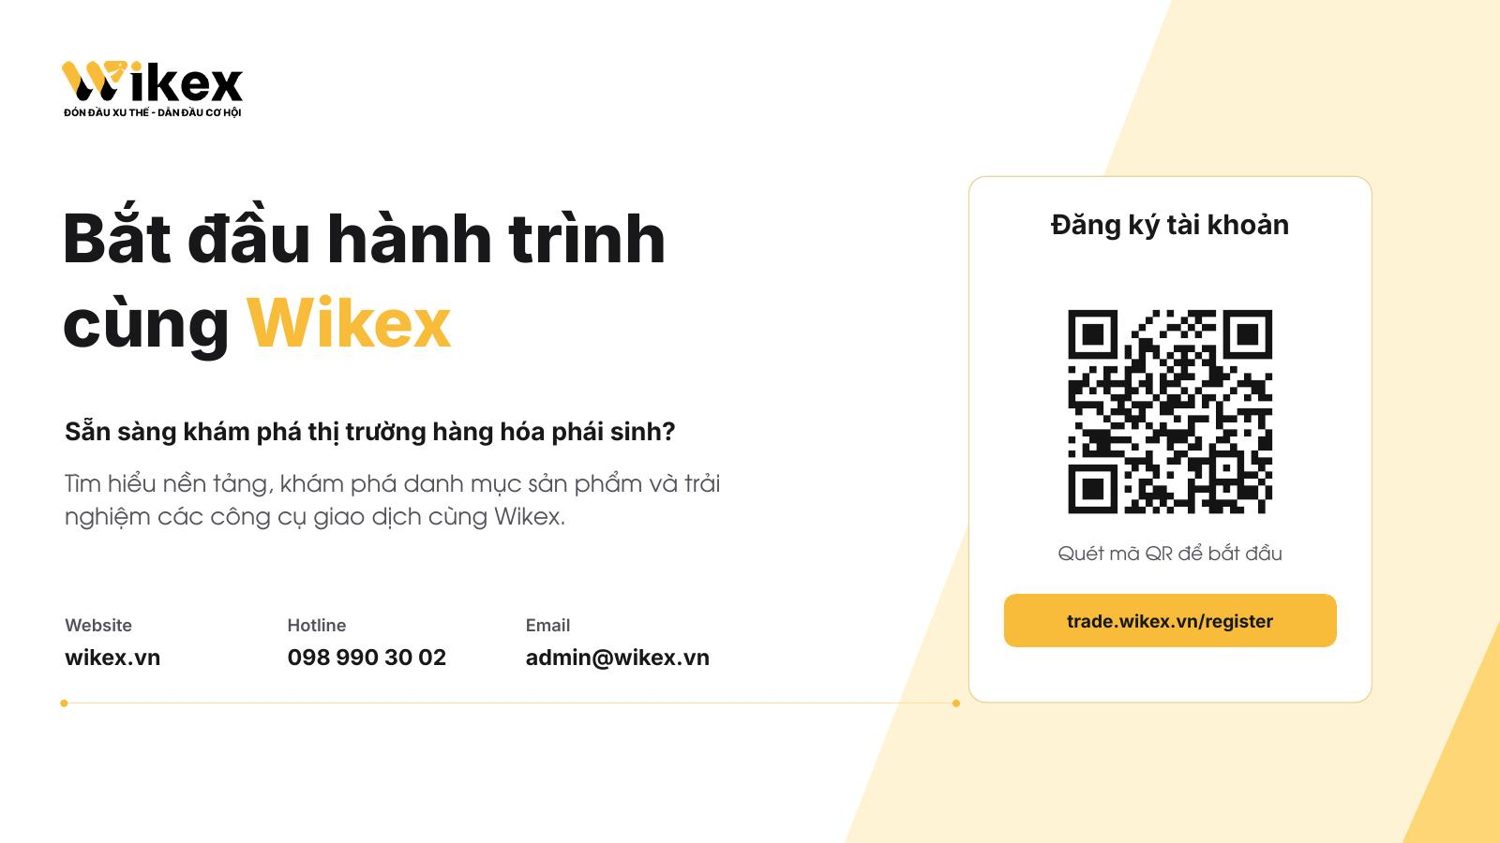 Wikex
ĐÓN ĐẦU XU THẾ - DẪN ĐẦU CƠ HỘI
Bắt đầu hành trình
cùng Wikex
Sẵn sàng khám phá thị trường hàng hóa phái sinh?
Tìm hiểu nền tảng, khám phá danh mục sản phẩm và trải
nghiệm các công cụ giao dịch cùng Wikex.
Website
wikex.vn
Hotline
098 990 30 02
Email
admin@wikex.vn
Đăng ký tài khoản
Quét mã QR để bắt đầu
trade.wikex.vn/register